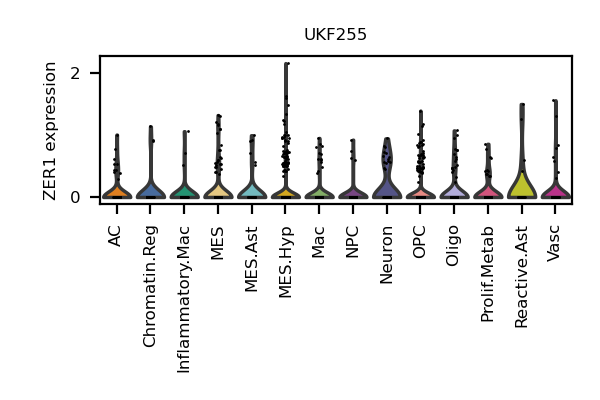 UKF255
ZER1 expression
2
0
AC
Chromatin.Reg
Inflammatory.Mac
MES
MES.Ast
MES.Hyp
Mac
NPC
Neuron
OPC
Oligo
Prolif.Metab
Reactive.Ast
Vasc